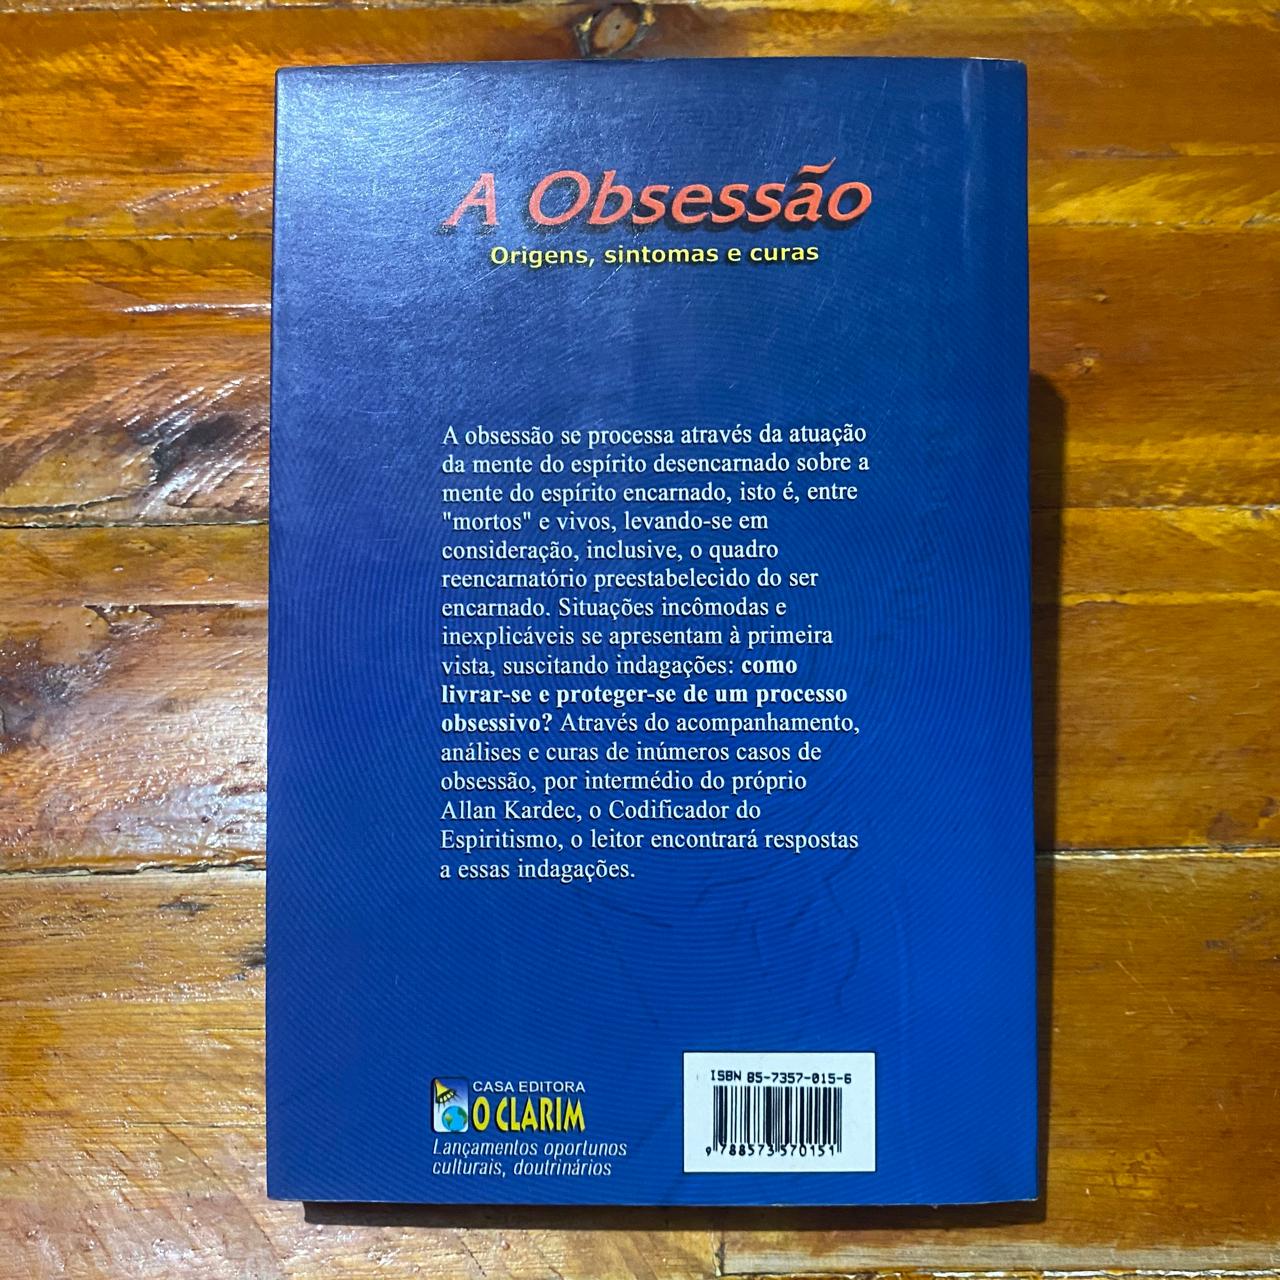 A Obsessão
Origens, sintomas e curas
A obsessão se processa através da atuação
da mente do espírito desencarnado sobre a
mente do espírito encarnado, isto é, entre
"mortos" e vivos, levando-se em
consideração, inclusive, o quadro
reencarnatório preestabelecido do ser
encarnado. Situações incômodas e
inexplicáveis se apresentam à primeira
vista, suscitando indagações: como
livrar-se e proteger-se de um processo
obsessivo? Através do acompanhamento,
análises e curas de inúmeros casos de
obsessão, por intermédio do próprio
Allan Kardec, o Codificador do
Espiritismo, o leitor encontrará respostas
a essas indagações.
CASA EDITORA
O CLARIM
Lançamentos oportunos
culturais, doutrinários
ISBN 85-7357-015-6
9 788573 570151